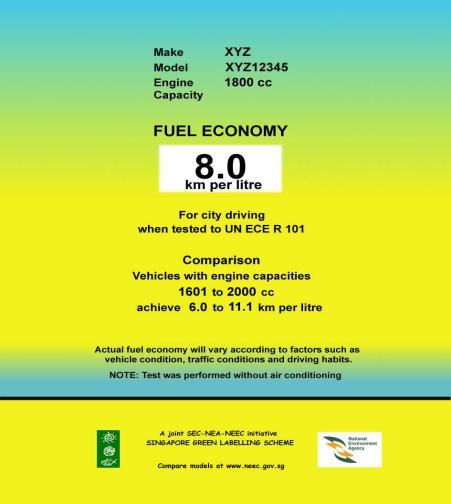 Make XYZ
Model XYZ12345
Engine 1800 cc
Capacity
FUEL ECONOMY
8.0
km per litre
For city driving
when tested to UN ECE R 101
Comparison
Vehicles with engine capacities
1601 to 2000 cc
achieve 6.0 to 11.1 km per litre
Actual fuel economy will vary according to factors such as
vehicle condition, traffic conditions and driving habits.
NOTE: Test was performed without air conditioning
A joint SEC-NEA-NEEC initiative
SINGAPORE GREEN LABELLING SCHEME
Compare models at www.neec.gov.sg
National
Environment
Agency